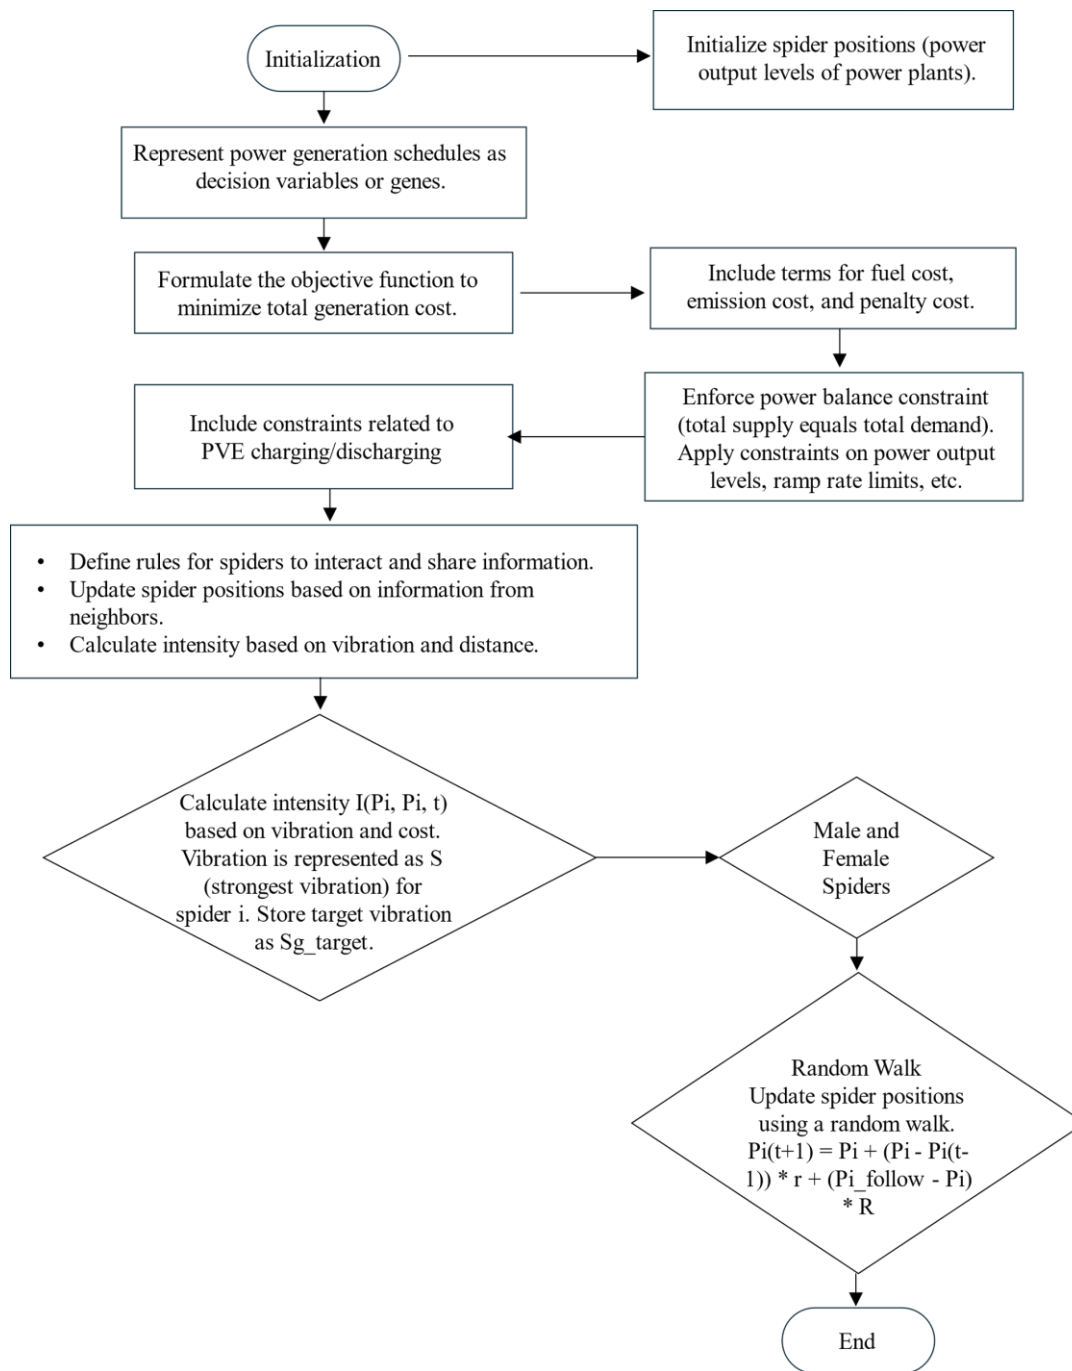 Initialization
Initialize spider positions (power
output levels of power plants).
Represent power generation schedules as
decision variables or genes.
Formulate the objective function to
minimize total generation cost.
Include terms for fuel cost,
emission cost, and penalty cost.
Enforce power balance constraint
(total supply equals total demand).
Apply constraints on power output
levels, ramp rate limits, etc.
Include constraints related to
PVE charging/discharging
• Define rules for spiders to interact and share information.
• Update spider positions based on information from
neighbors.
• Calculate intensity based on vibration and distance.
Calculate intensity I(Pi, Pi, t)
based on vibration and cost.
Vibration is represented as S
(strongest vibration) for
spider i. Store target vibration
as Sg_target.
Male and
Female
Spiders
Random Walk
Update spider positions
using a random walk.
Pi(t+1) = Pi + (Pi - Pi(t-
1)) * r + (Pi_follow - Pi)
* R
End